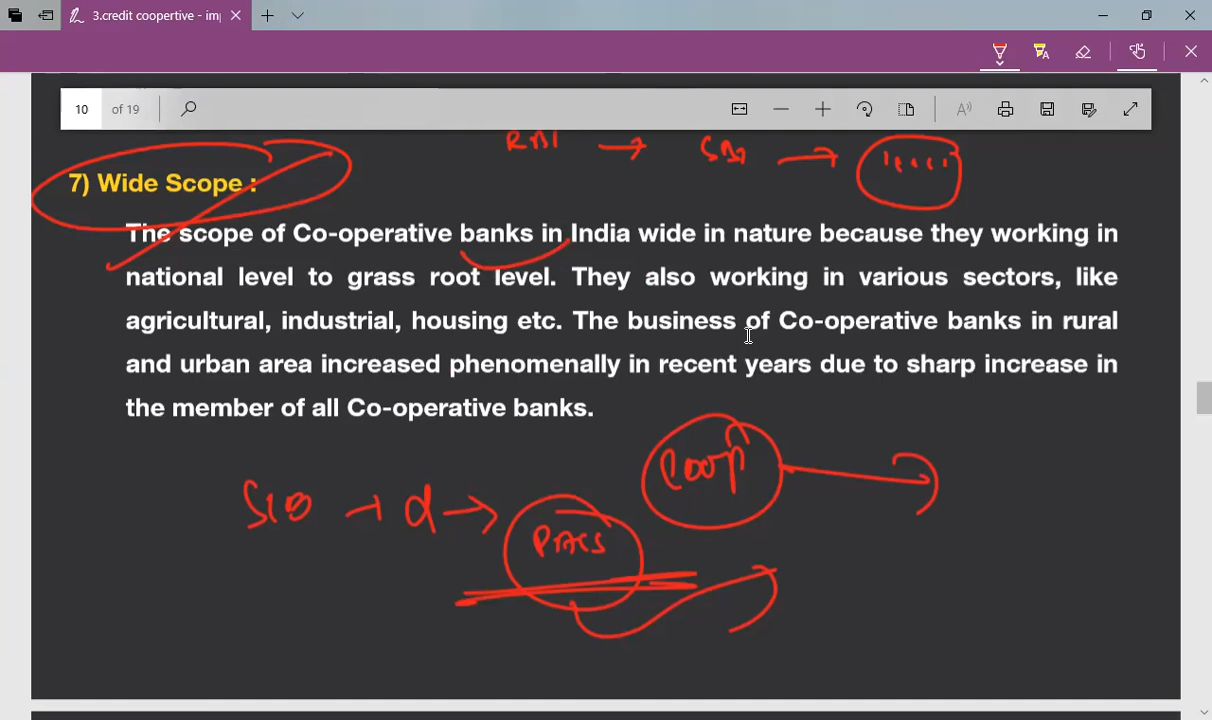 3.credit coopertive - imp
10 of 19
RBI → SBI →
7) Wide Scope :
The scope of Co-operative banks in India wide in nature because they working in
national level to grass root level. They also working in various sectors, like
agricultural, industrial, housing etc. The business of Co-operative banks in rural
and urban area increased phenomenally in recent years due to sharp increase in
the member of all Co-operative banks.
Coop
→ d → PACS